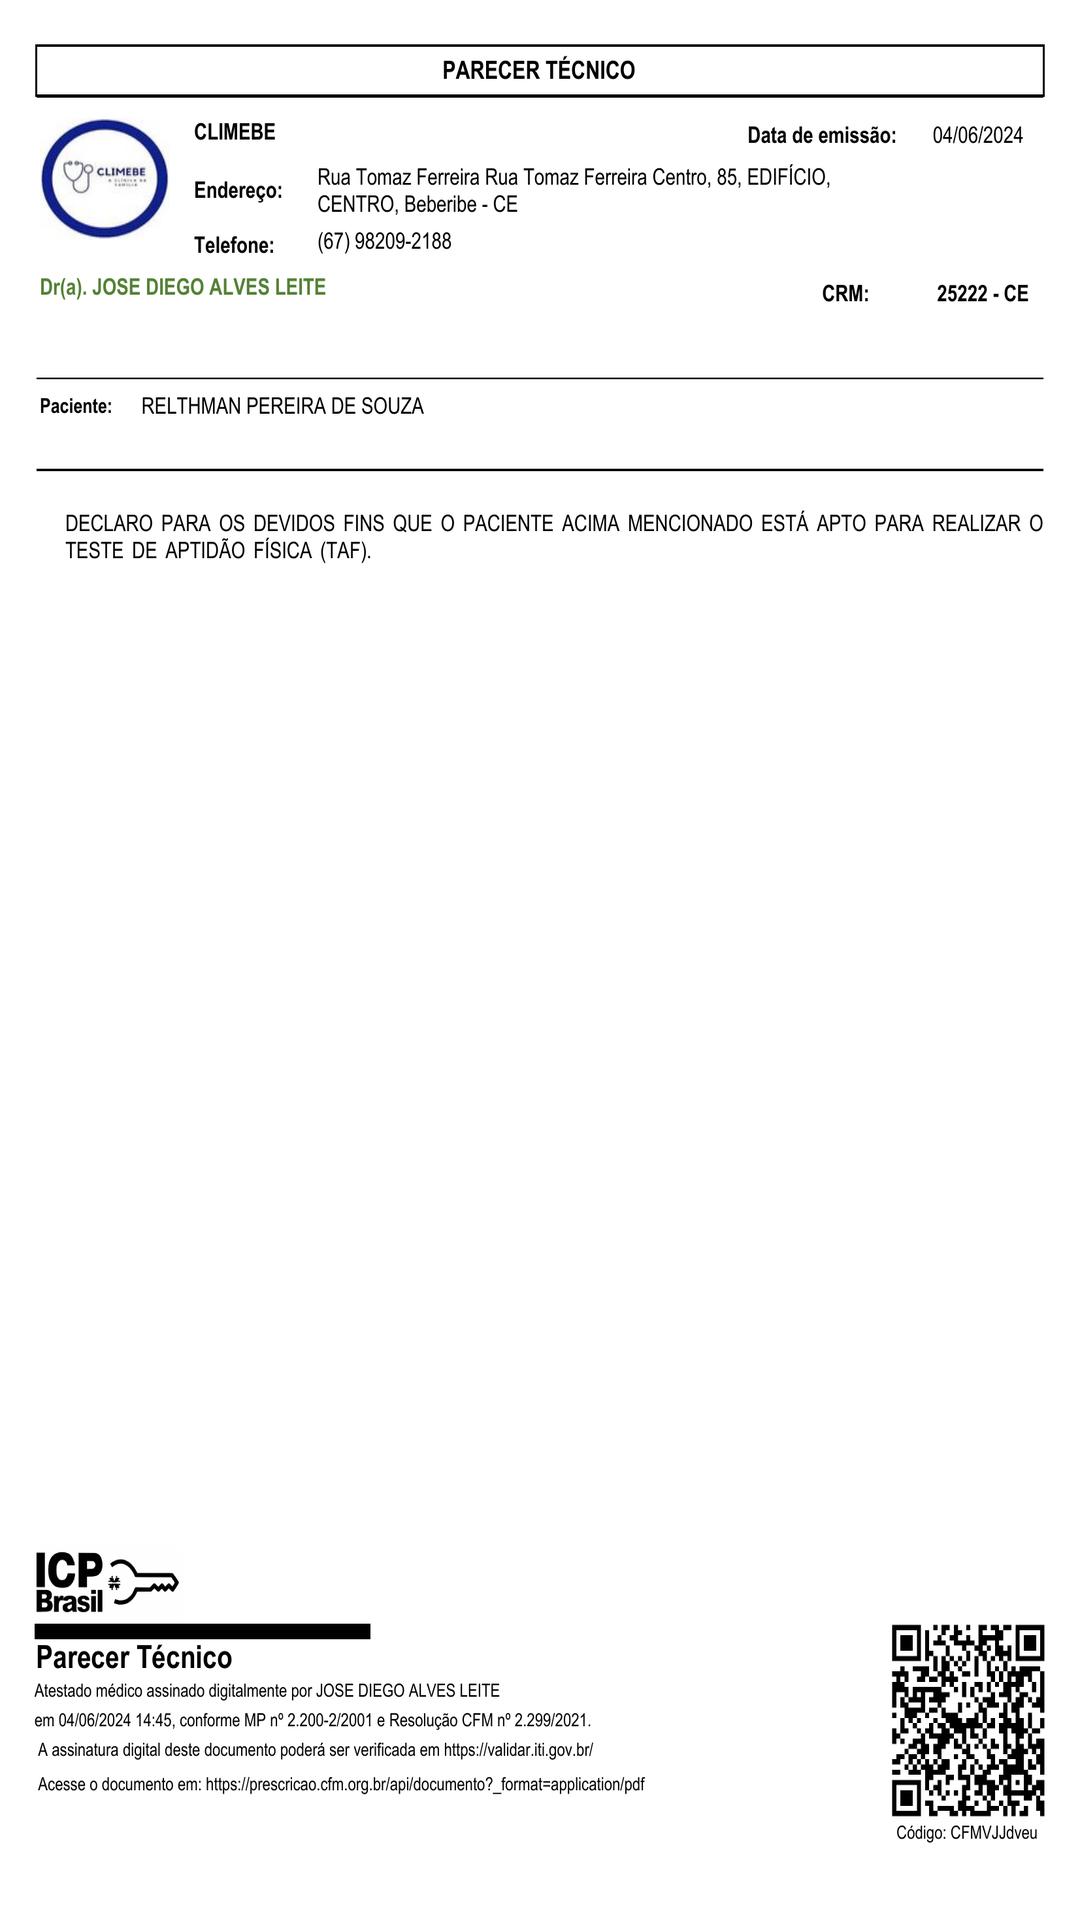 PARECER TÉCNICO
CLIMEBE
A CLÍNICA DA
FAMÍLIA
CLIMEBE
Data de emissão: 04/06/2024
Endereço: Rua Tomaz Ferreira Rua Tomaz Ferreira Centro, 85, EDIFÍCIO,
CENTRO, Beberibe - CE
Telefone: (67) 98209-2188
Dr(a). JOSE DIEGO ALVES LEITE
CRM: 25222 - CE
Paciente: RELTHMAN PEREIRA DE SOUZA
DECLARO PARA OS DEVIDOS FINS QUE O PACIENTE ACIMA MENCIONADO ESTÁ APTO PARA REALIZAR O
TESTE DE APTIDÃO FÍSICA (TAF).
ICP
Brasil
Parecer Técnico
Atestado médico assinado digitalmente por JOSE DIEGO ALVES LEITE
em 04/06/2024 14:45, conforme MP nº 2.200-2/2001 e Resolução CFM nº 2.299/2021.
A assinatura digital deste documento poderá ser verificada em https://validar.iti.gov.br/
Acesse o documento em: https://prescricao.cfm.org.br/api/documento?_format=application/pdf
Código: CFMVJJdveu